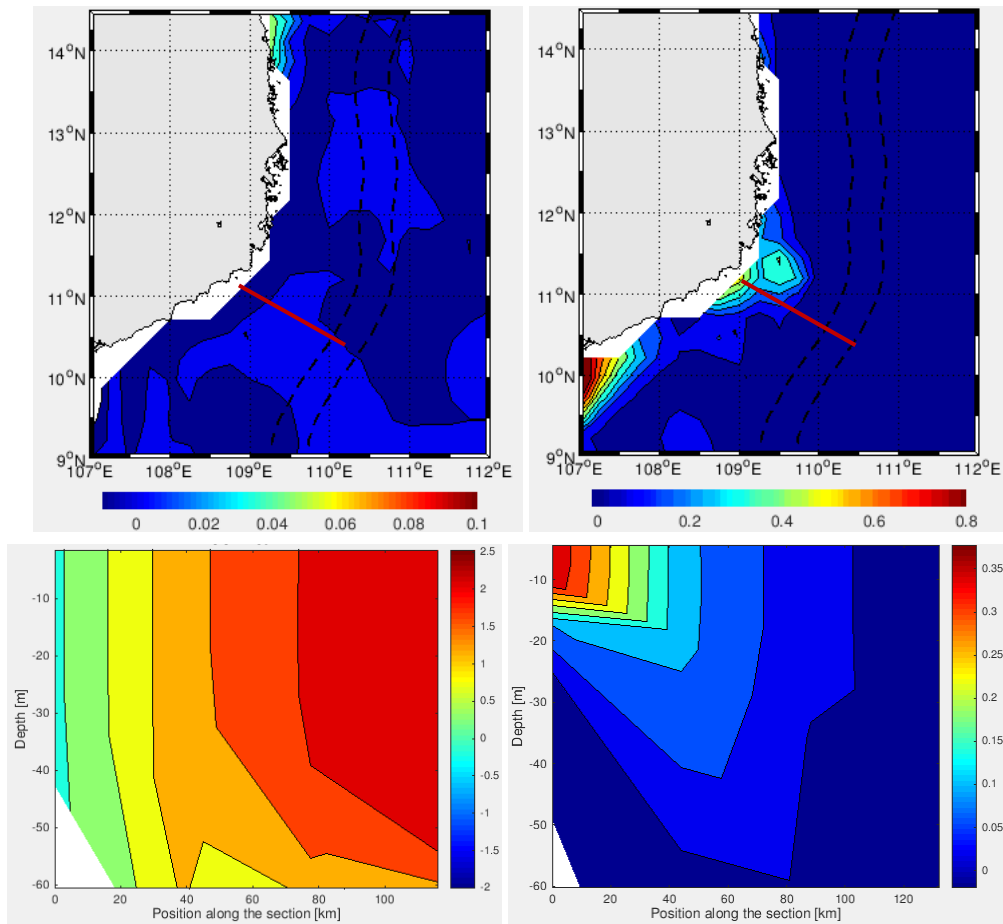 14°N
13°N
12°N
11°N
10°N
9°N
107°E 108°E 109°E 110°E 111°E 112°E
0 0.02 0.04 0.06 0.08 0.1
14°N
13°N
12°N
11°N
10°N
9°N
107°E 108°E 109°E 110°E 111°E 112°E
0 0.2 0.4 0.6 0.8
Depth [m]
-10
-20
-30
-40
-50
-60
0 20 40 60 80 100
Position along the section [km]
2.5
2
1.5
1
0.5
0
-0.5
-1
-1.5
-2
Depth [m]
-10
-20
-30
-40
-50
-60
0 20 40 60 80 100 120
Position along the section [km]
0.35
0.3
0.25
0.2
0.15
0.1
0.05
0